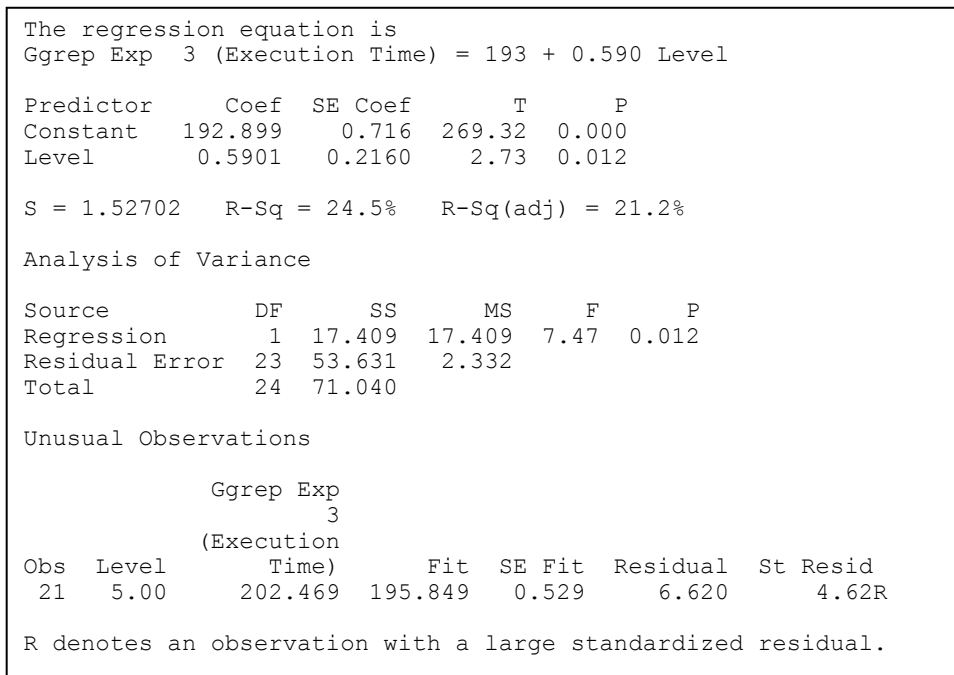 The regression equation is
Ggrep Exp  3 (Execution Time) = 193 + 0.590 Level
Predictor     Coef  SE Coef       T      P
Constant   192.899    0.716  269.32  0.000
Level       0.5901   0.2160    2.73  0.012
S = 1.52702   R-Sq = 24.5%   R-Sq(adj) = 21.2%
Analysis of Variance
Source          DF      SS      MS     F      P
Regression       1  17.409  17.409  7.47  0.012
Residual Error  23  53.631   2.332
Total           24  71.040
Unusual Observations
Ggrep Exp
3
(Execution
Obs  Level       Time)      Fit  SE Fit  Residual  St Resid
21   5.00     202.469  195.849   0.529     6.620      4.62R
R denotes an observation with a large standardized residual.